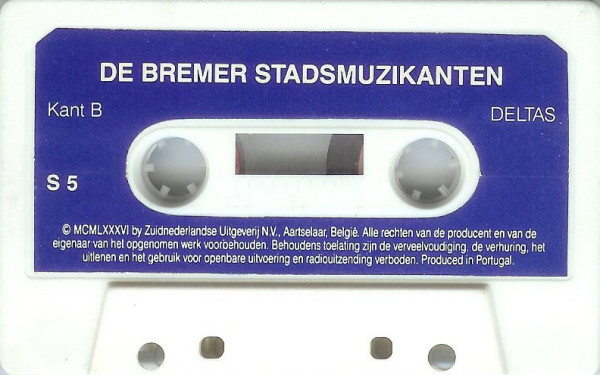 DE BREMER STADSMUZIKANTEN
Kant B
DELTAS
S 5
© MCMLXXXVI by Zuidnederlandse Uitgeverij N.V., Aartselaar, België. Alle rechten van de producent en van de
eigenaar van het opgenomen werk voorbehouden. Behoudens toelating zijn de verveelvoudiging, de verhuring, het
uitlenen en het gebruik voor openbare uitvoering en radiouitzending verboden. Produced in Portugal.